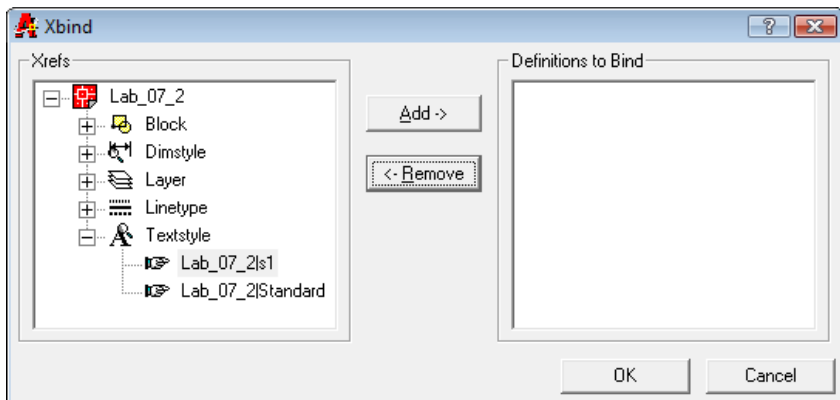 Xbind
Xrefs
Lab_07_2
Block
Dimstyle
Layer
Linetype
Textstyle
Lab_07_2|s1
Lab_07_2|Standard
Add ->
<- Remove
Definitions to Bind
OK
Cancel